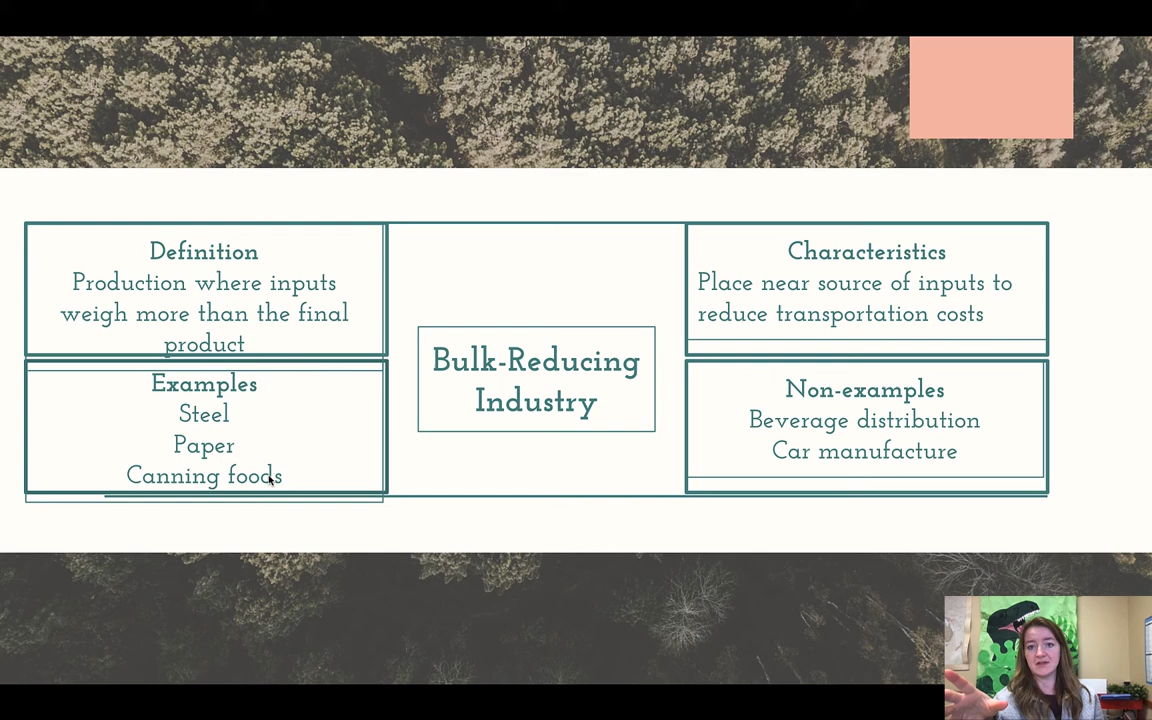 Definition
Production where inputs
weigh more than the final
product
Examples
Steel
Paper
Canning foods
Bulk-Reducing
Industry
Characteristics
Place near source of inputs to
reduce transportation costs
Non-examples
Beverage distribution
Car manufacture